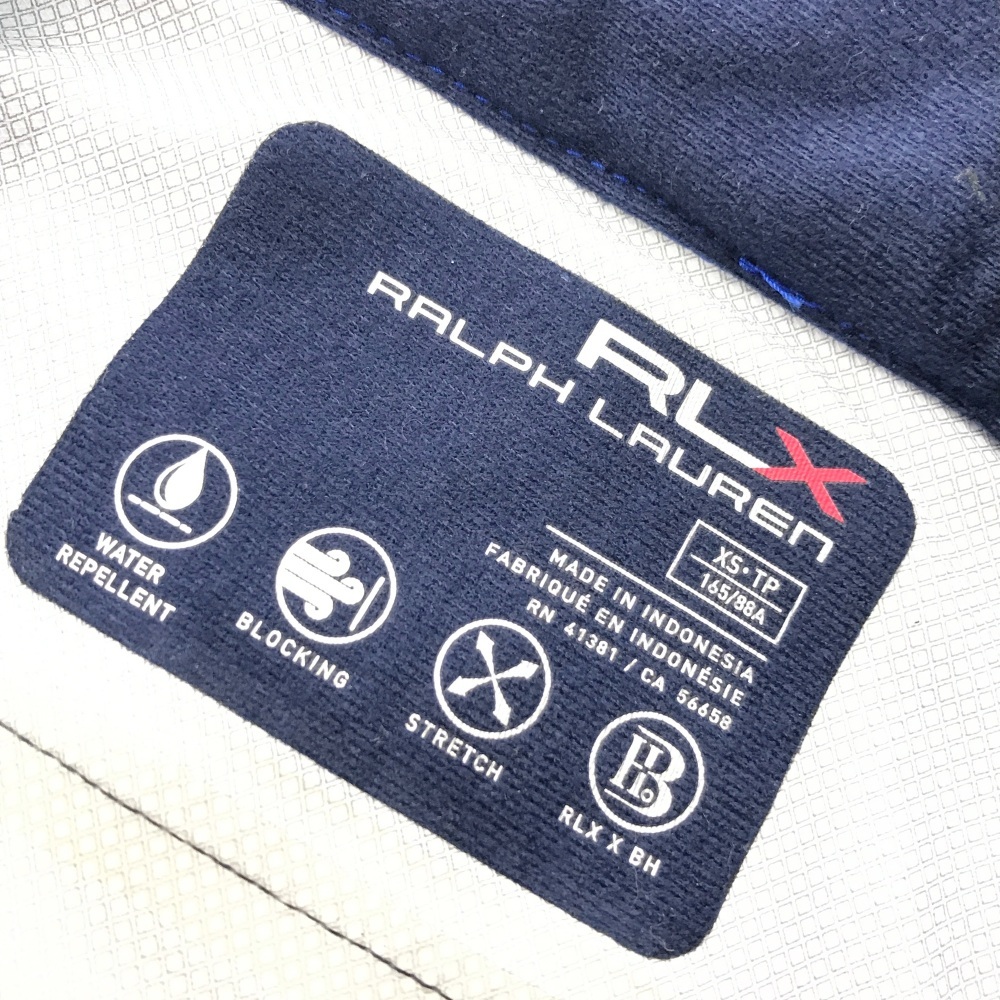 RLX
RALPH LAUREN
XS•TP
165/88A
MADE IN INDONESIA
FABRIQUÉ EN INDONÉSIE
RN 41381 / CA 56658
WATER
REPELLENT
BLOCKING
STRETCH
BH
RLX X BH